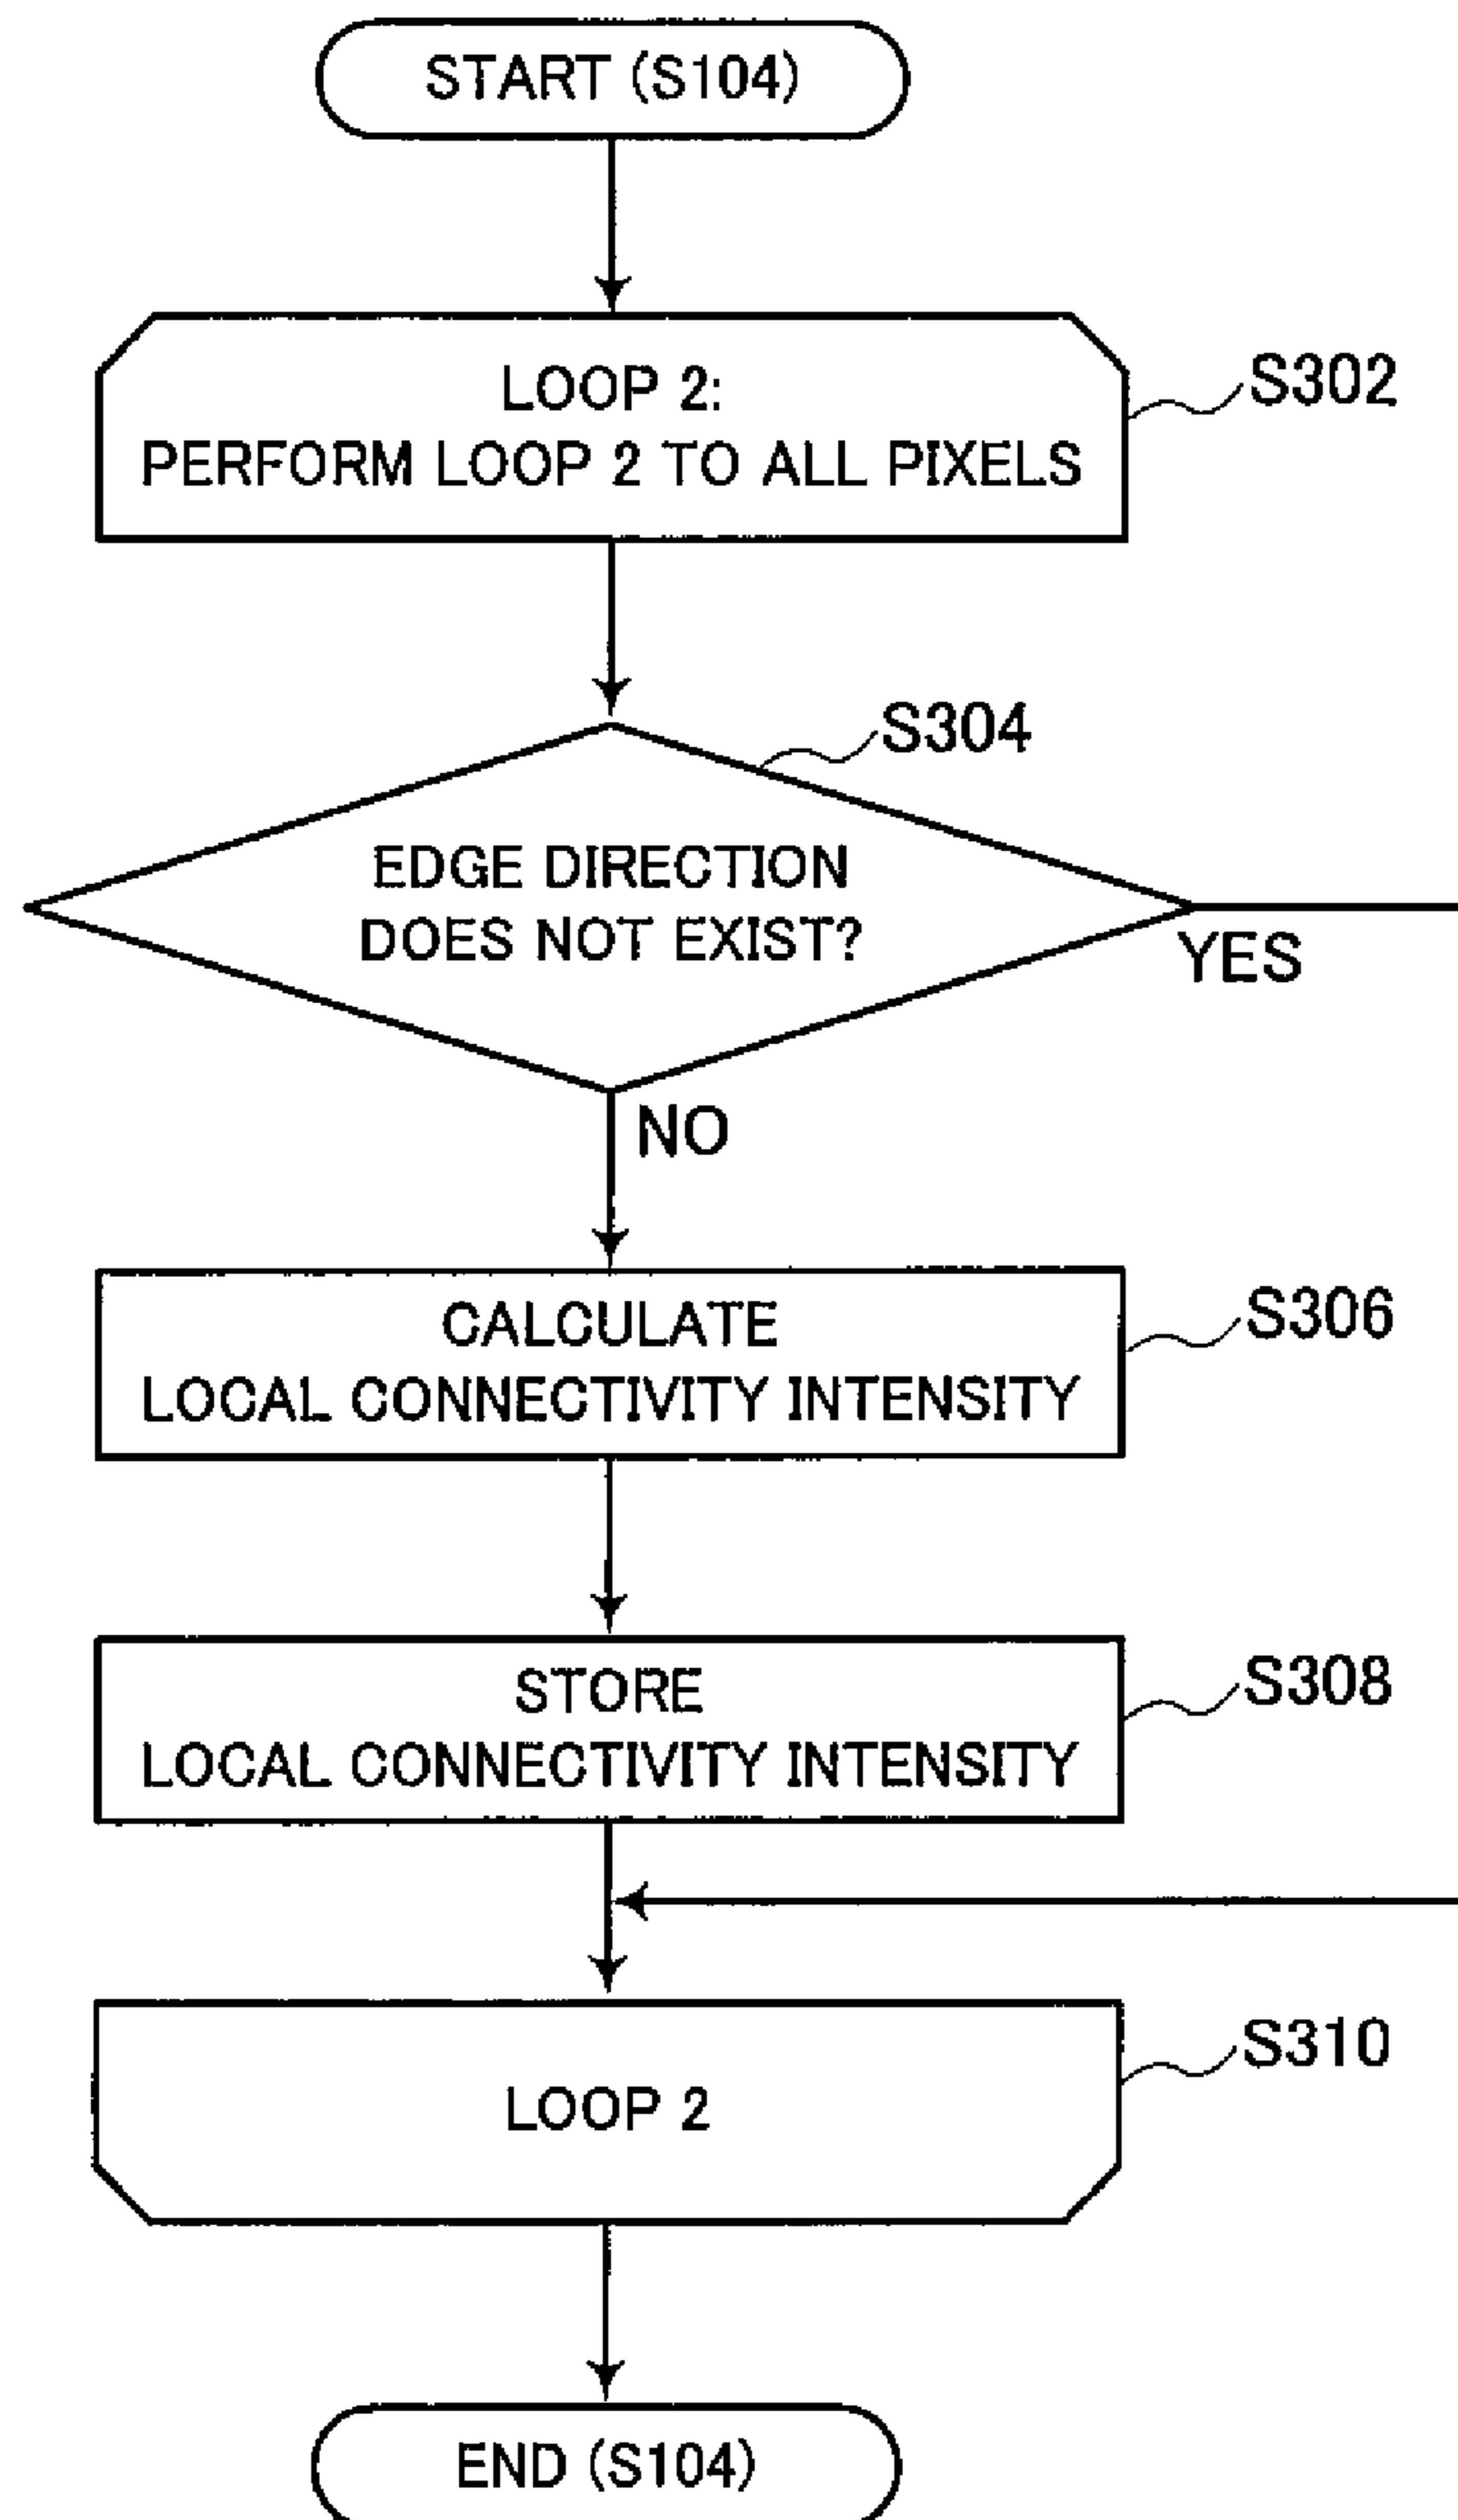 START (S104)
LOOP 2:
PERFORM LOOP 2 TO ALL PIXELS
S302
S304
EDGE DIRECTION
DOES NOT EXIST?
YES
NO
CALCULATE
LOCAL CONNECTIVITY INTENSITY
S306
STORE
LOCAL CONNECTIVITY INTENSITY
S308
LOOP 2
S310
END (S104)